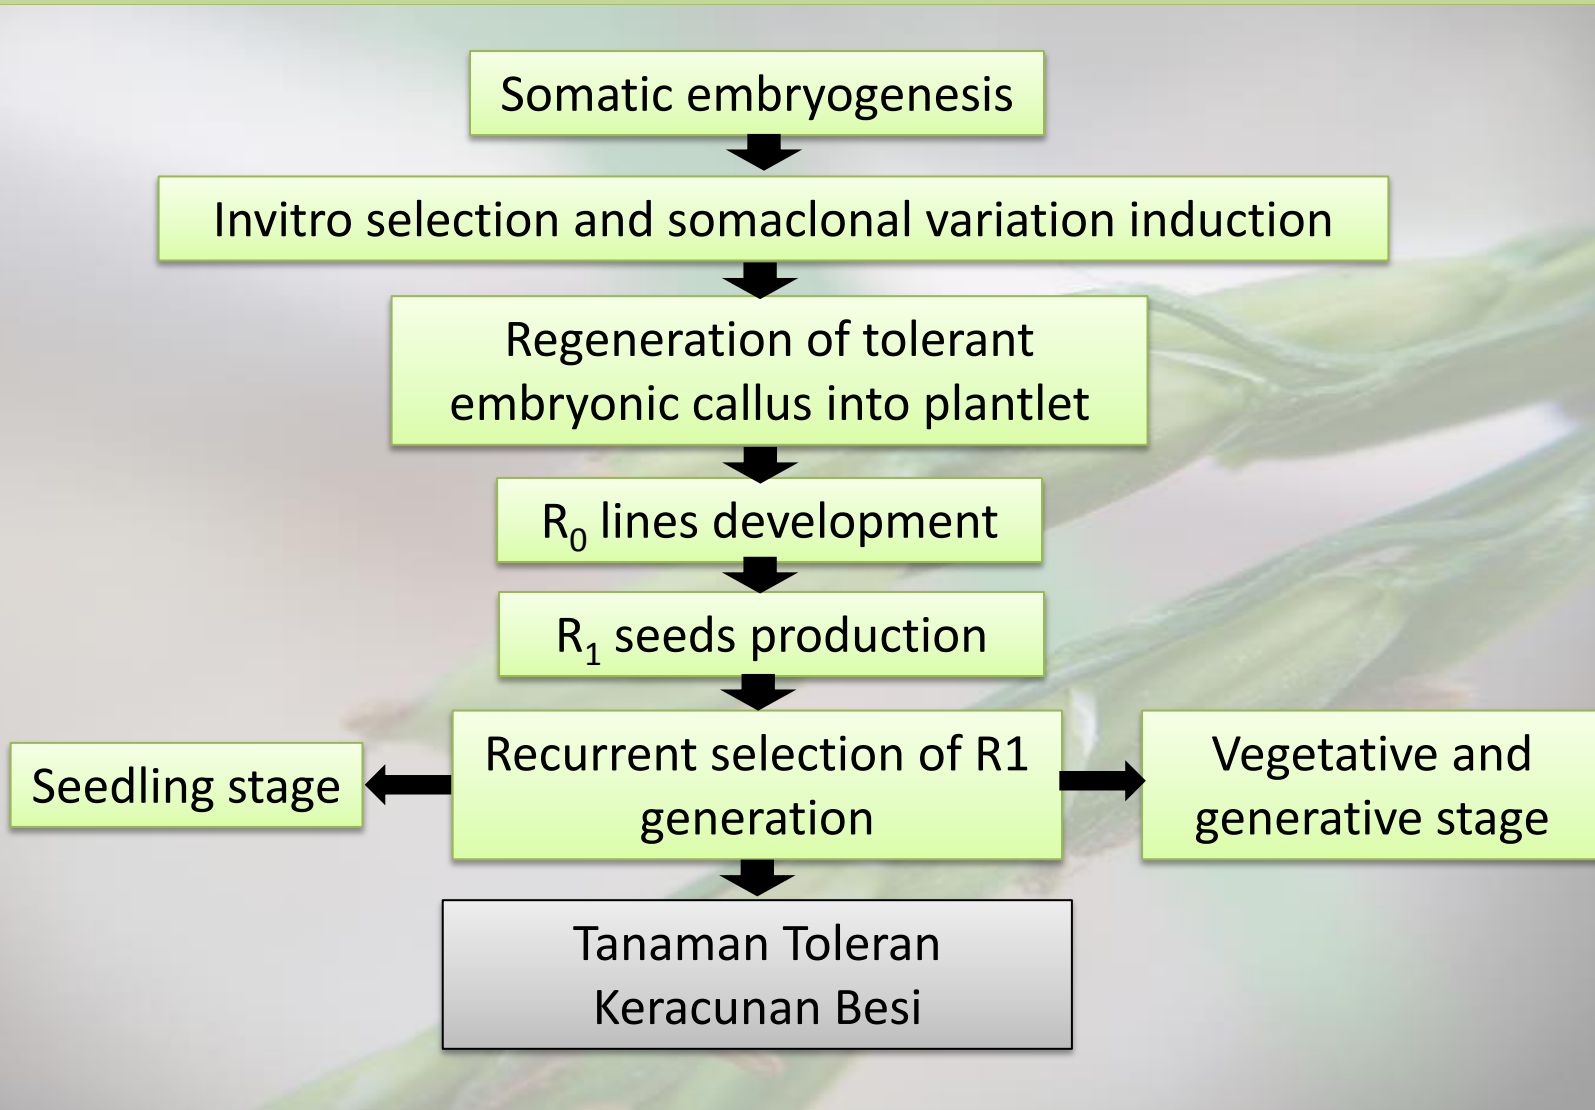 Somatic embryogenesis
Invitro selection and somaclonal variation induction
Regeneration of tolerant
embryonic callus into plantlet
R₀ lines development
R₁ seeds production
Seedling stage
Recurrent selection of R1
generation
Vegetative and
generative stage
Tanaman Toleran
Keracunan Besi